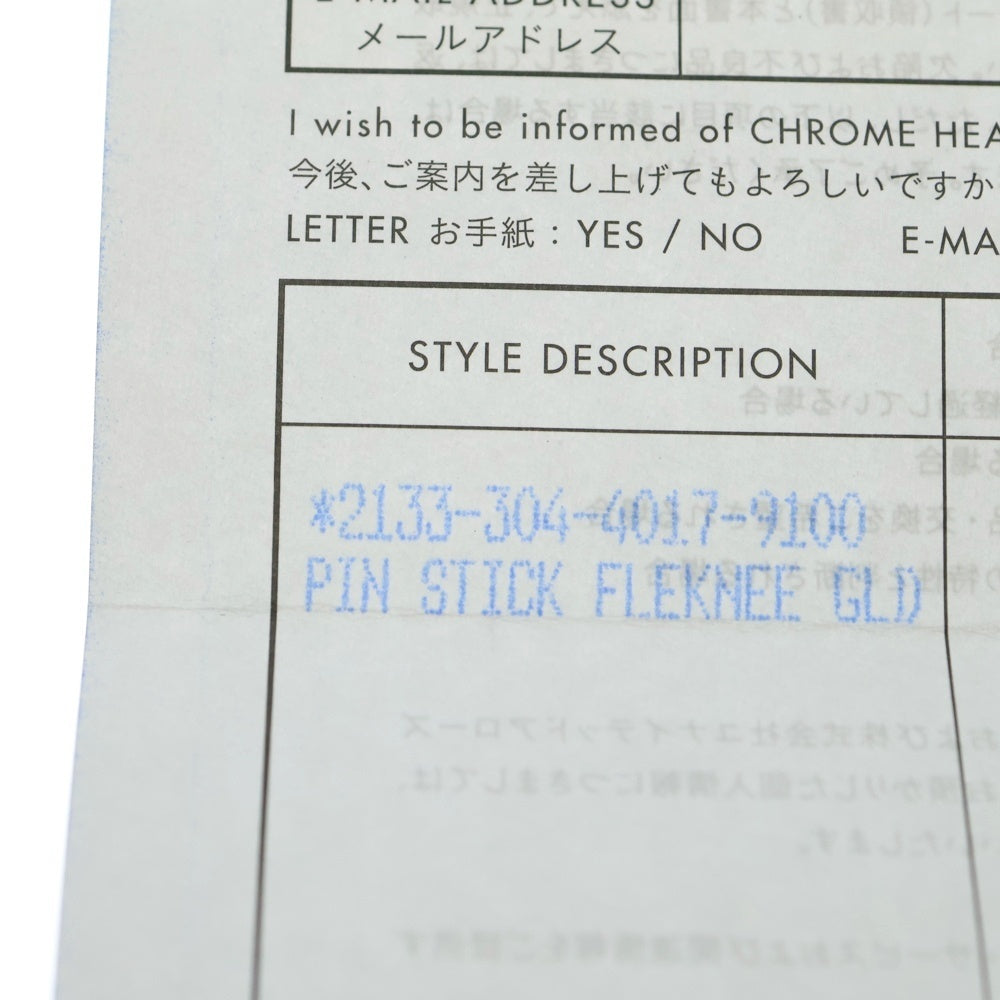 E-MAIL ADDRESS
メールアドレス
I wish to be informed of CHROME HEA
今後、ご案内を差し上げてもよろしいですか
LETTER お手紙 : YES / NO E-MA
STYLE DESCRIPTION
*2133-304-4017-9100
PIN STICK FLEKNEE GLD